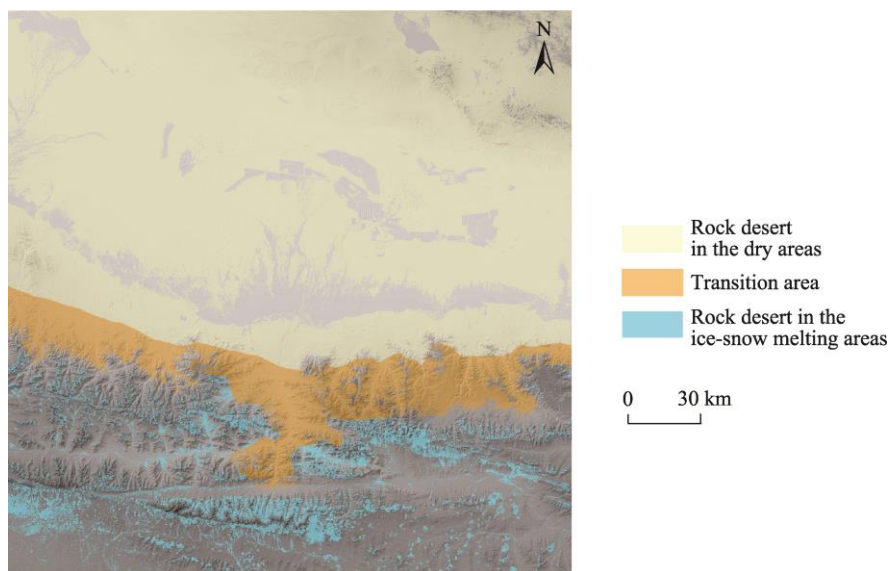 N
Rock desert
in the dry areas
Transition area
Rock desert in the
ice-snow melting areas
0 30 km